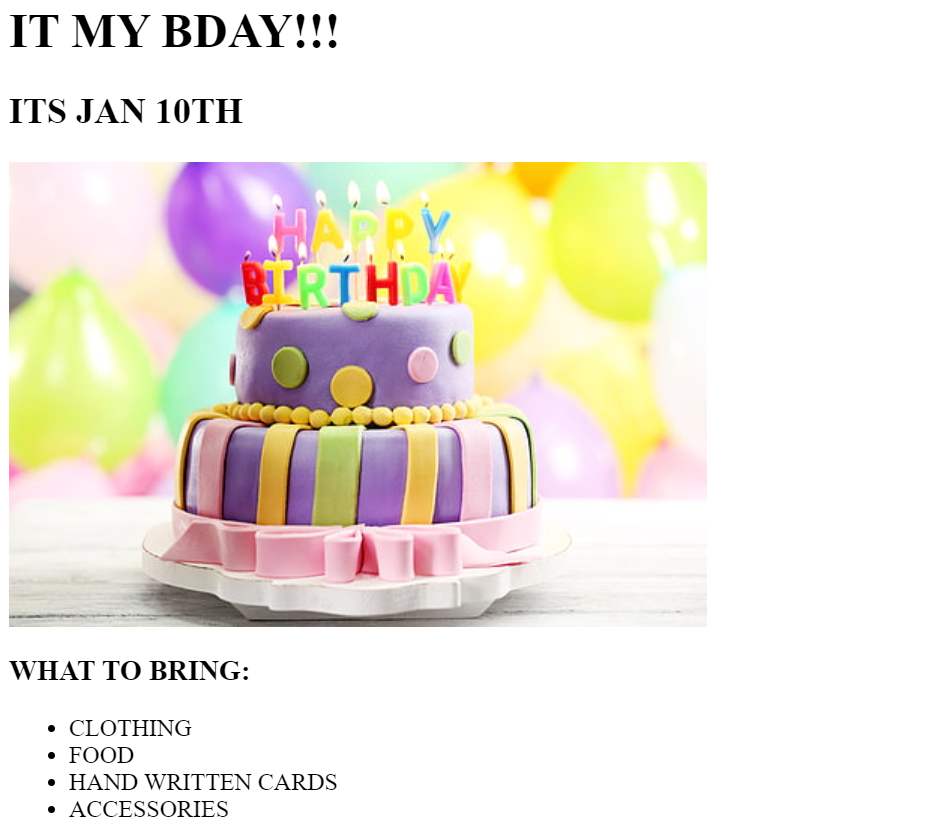 IT MY BDAY!!!
ITS JAN 10TH
HAPPY
BIRTHDAY
WHAT TO BRING:
CLOTHING
FOOD
HAND WRITTEN CARDS
ACCESSORIES